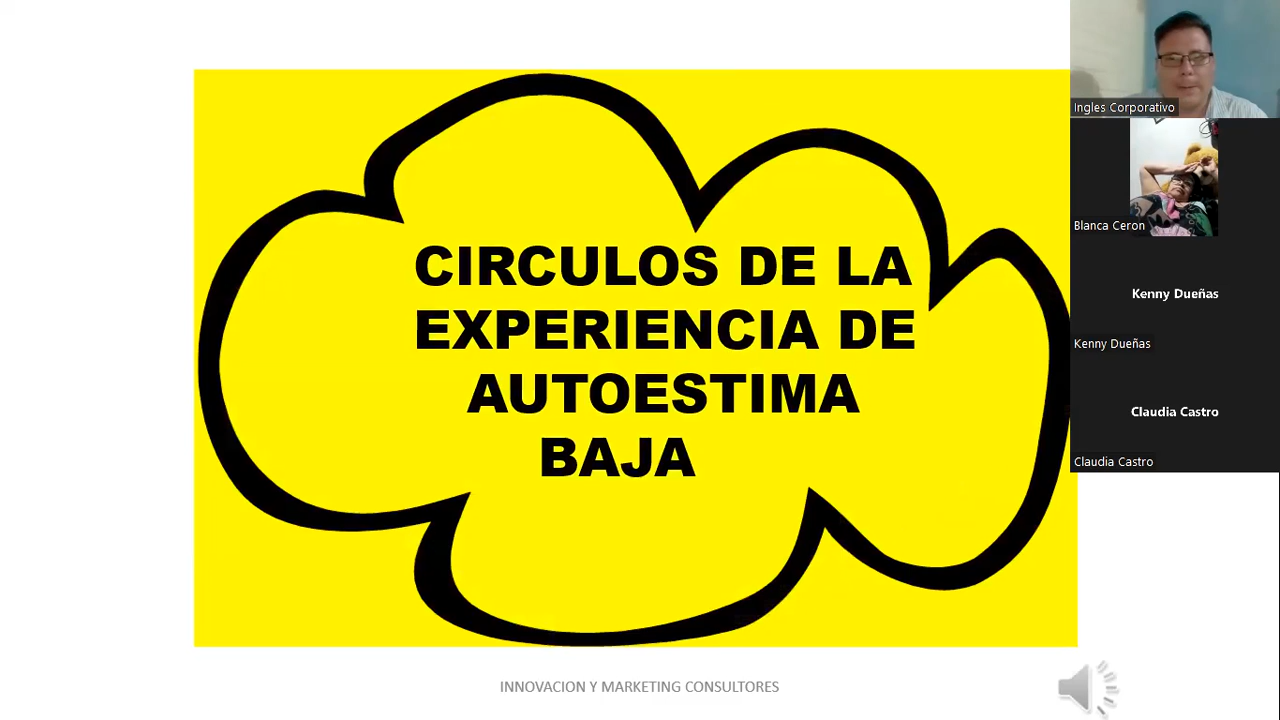 CIRCULOS DE LA
EXPERIENCIA DE
AUTOESTIMA
BAJA
INNOVACION Y MARKETING CONSULTORES
Ingles Corporativo
Blanca Ceron
Kenny Dueñas
Kenny Dueñas
Claudia Castro
Claudia Castro